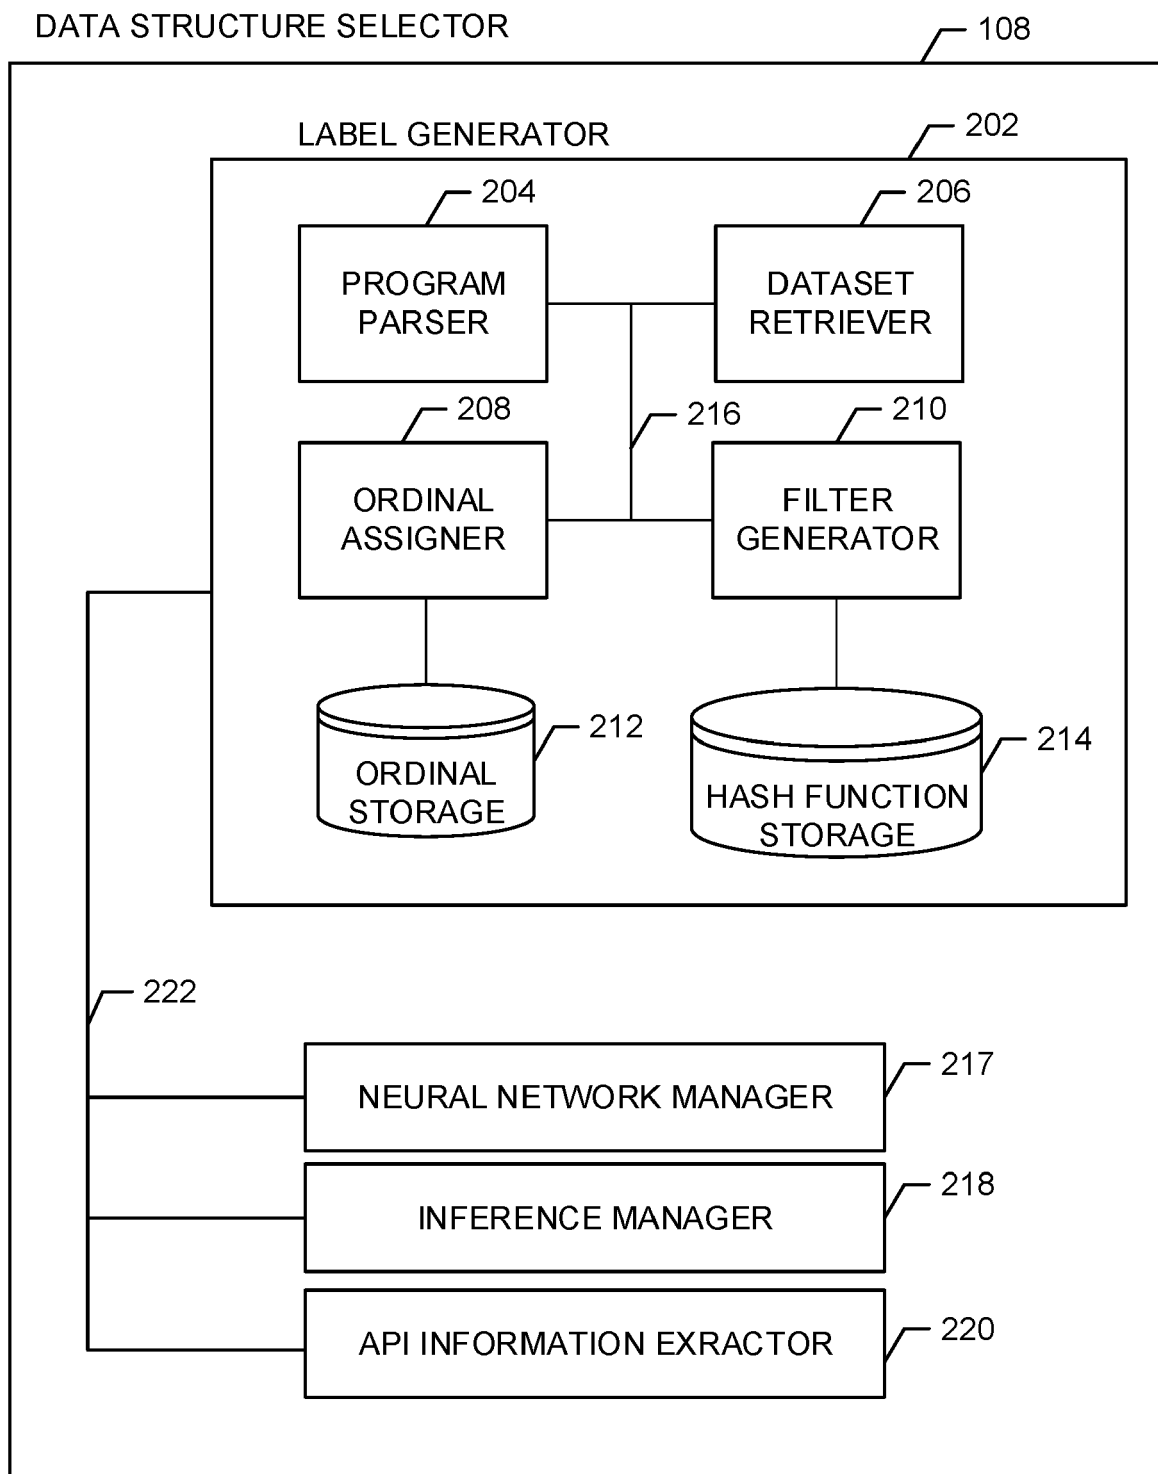 DATA STRUCTURE SELECTOR
108
LABEL GENERATOR
202
204
206
PROGRAM
PARSER
DATASET
RETRIEVER
208
216
210
ORDINAL
ASSIGNER
FILTER
GENERATOR
212
214
ORDINAL
STORAGE
HASH FUNCTION
STORAGE
222
217
NEURAL NETWORK MANAGER
218
INFERENCE MANAGER
220
API INFORMATION EXRACTOR